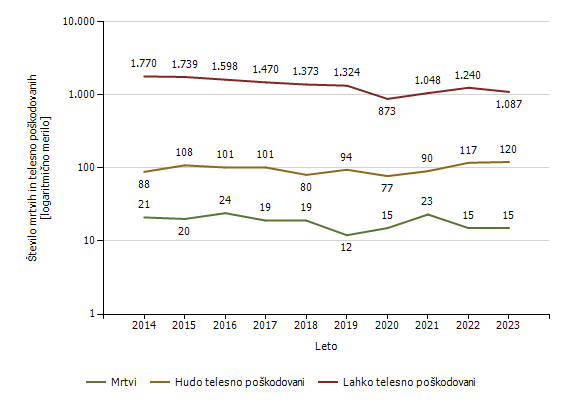 10.000
1.000
100
10
1
Število mrtvih in telesno poškodovanih
[logaritmično merilo]
1.770 1.739 1.598 1.470 1.373 1.324 873 1.048 1.240 1.087
88 108 101 101 80 94 77 90 117 120
21 20 24 19 19 12 15 23 15 15
2014 2015 2016 2017 2018 2019 2020 2021 2022 2023
Leto
Mrtvi Hudo telesno poškodovani Lahko telesno poškodovani